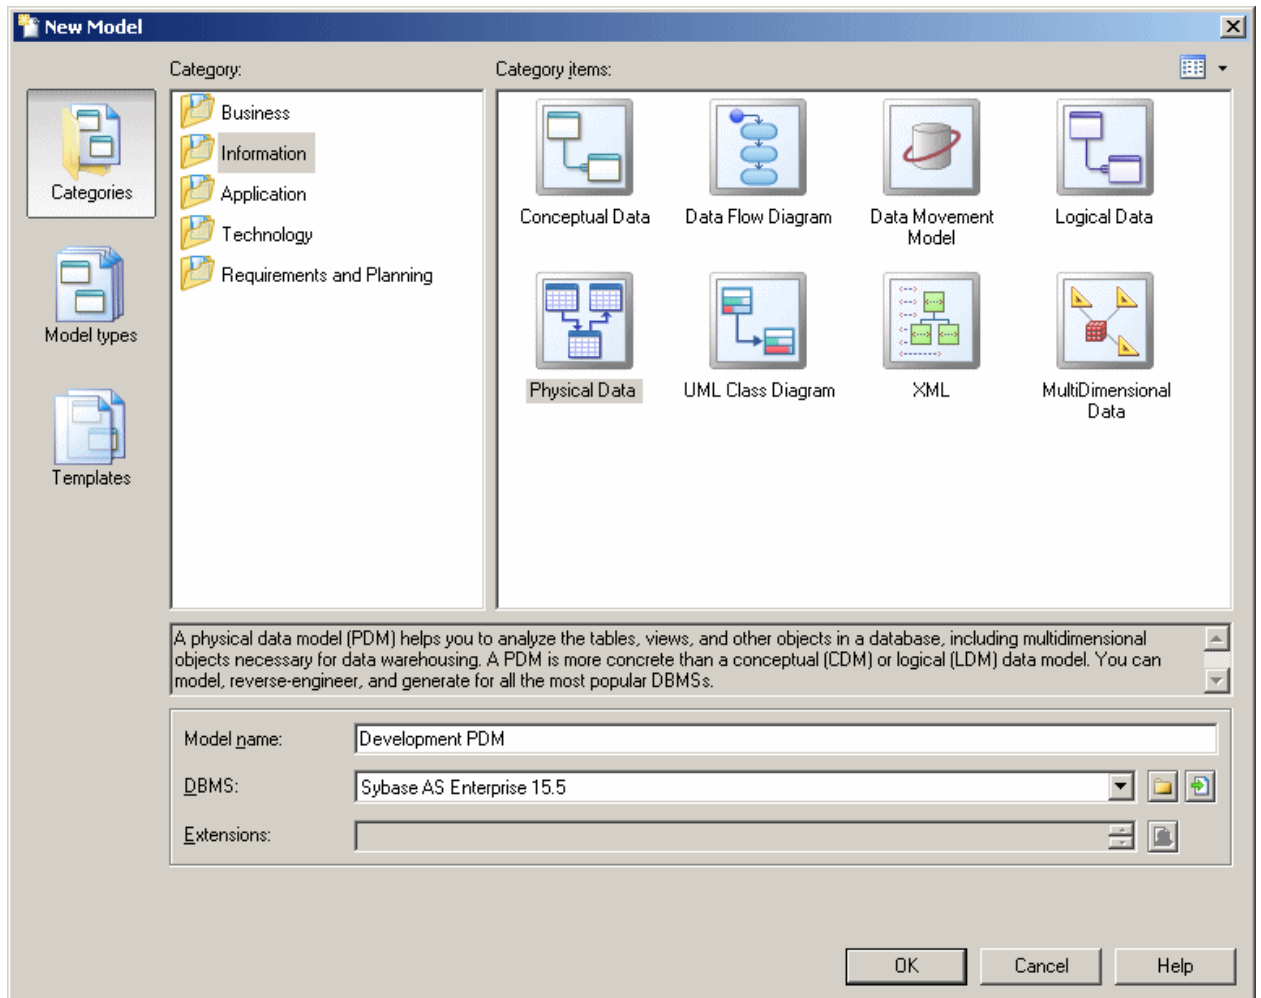 New Model
Category:
Category items:
Categories
Model types
Templates
Business
Information
Application
Technology
Requirements and Planning
Conceptual Data
Data Flow Diagram
Data Movement
Model
Logical Data
Physical Data
UML Class Diagram
XML
MultiDimensional
Data
A physical data model (PDM) helps you to analyze the tables, views, and other objects in a database, including multidimensional
objects necessary for data warehousing. A PDM is more concrete than a conceptual (CDM) or logical (LDM) data model. You can
model, reverse-engineer, and generate for all the most popular DBMSs.
Model name:
Development PDM
DBMS:
Sybase AS Enterprise 15.5
Extensions:
OK
Cancel
Help